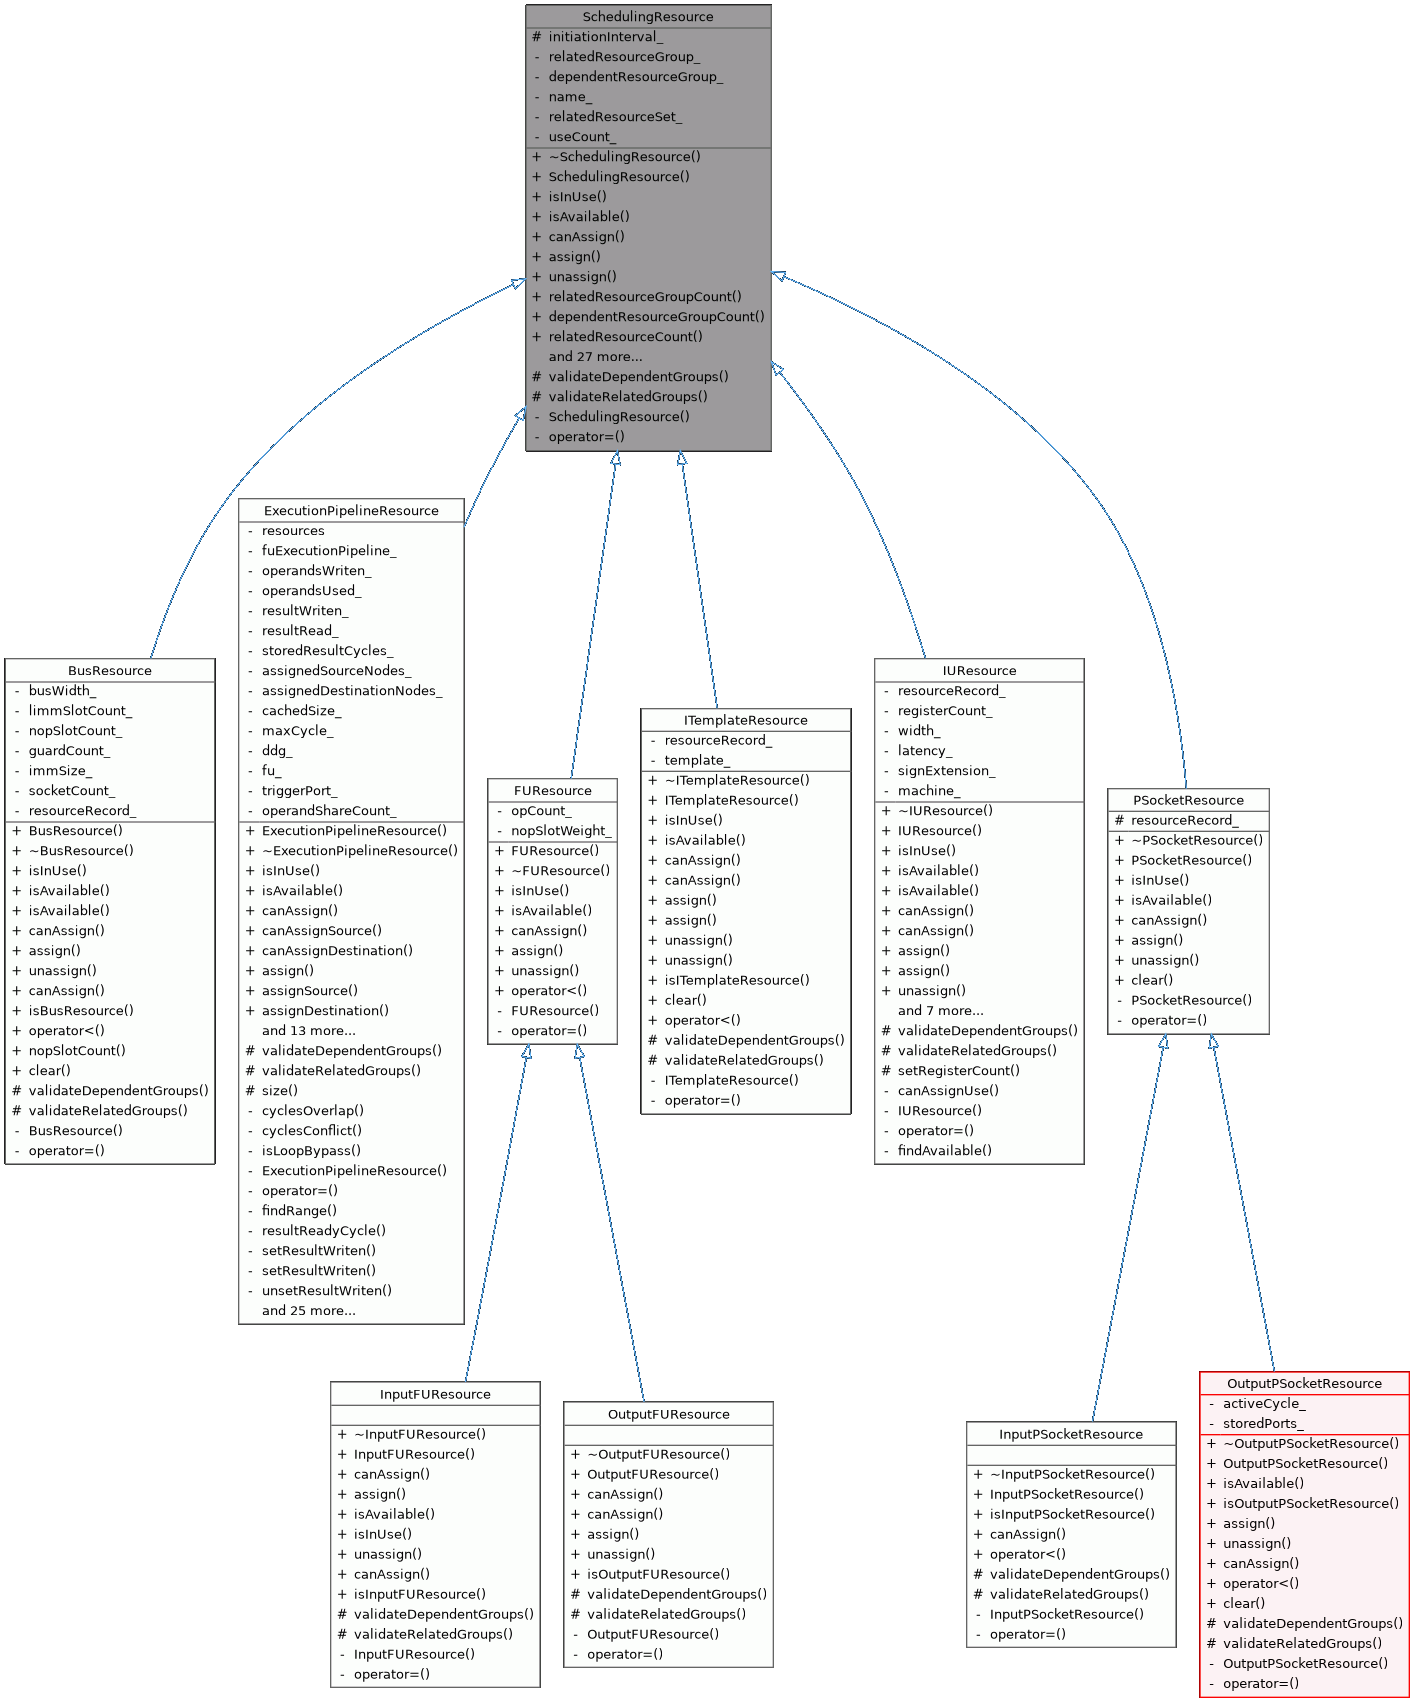 SchedulingResource
# initiationInterval_
- relatedResourceGroup_
- dependentResourceGroup_
- name_
- relatedResourceSet_
- useCount_
+ ~SchedulingResource()
+ SchedulingResource()
+ isInUse()
+ isAvailable()
+ canAssign()
+ assign()
+ unassign()
+ relatedResourceGroupCount()
+ dependentResourceGroupCount()
+ relatedResourceCount()
and 27 more...
# validateDependentGroups()
# validateRelatedGroups()
- SchedulingResource()
- operator=()
BusResource
- busWidth_
- limmSlotCount_
- nopSlotCount_
- guardCount_
- immSize_
- socketCount_
- resourceRecord_
+ BusResource()
+ ~BusResource()
+ isInUse()
+ isAvailable()
+ isAvailable()
+ canAssign()
+ assign()
+ unassign()
+ canAssign()
+ isBusResource()
+ operator<()
+ nopSlotCount()
+ clear()
# validateDependentGroups()
# validateRelatedGroups()
- BusResource()
- operator=()
ExecutionPipelineResource
- resources
- fuExecutionPipeline_
- operandsWriten_
- operandsUsed_
- resultWriten_
- resultRead_
- storedResultCycles_
- assignedSourceNodes_
- assignedDestinationNodes_
- cachedSize_
- maxCycle_
- ddg_
- fu_
- triggerPort_
- operandShareCount_
+ ExecutionPipelineResource()
+ ~ExecutionPipelineResource()
+ isInUse()
+ isAvailable()
+ canAssign()
+ canAssignSource()
+ canAssignDestination()
+ assign()
+ assignSource()
+ assignDestination()
and 13 more...
# validateDependentGroups()
# validateRelatedGroups()
# size()
- cyclesOverlap()
- cyclesConflict()
- isLoopBypass()
- ExecutionPipelineResource()
- operator=()
- findRange()
- resultReadyCycle()
- setResultWriten()
- setResultWriten()
- unsetResultWriten()
and 25 more...
FUResource
- opCount_
- nopSlotWeight_
+ FUResource()
+ ~FUResource()
+ isInUse()
+ isAvailable()
+ canAssign()
+ assign()
+ unassign()
+ operator<()
- FUResource()
- operator=()
ITemplateResource
- resourceRecord_
- template_
+ ~ITemplateResource()
+ ITemplateResource()
+ isInUse()
+ isAvailable()
+ canAssign()
+ canAssign()
+ assign()
+ assign()
+ unassign()
+ unassign()
+ isITemplateResource()
+ clear()
+ operator<()
# validateDependentGroups()
# validateRelatedGroups()
- ITemplateResource()
- operator=()
IUResource
- resourceRecord_
- registerCount_
- width_
- latency_
- signExtension_
- machine_
+ ~IUResource()
+ IUResource()
+ isInUse()
+ isAvailable()
+ isAvailable()
+ canAssign()
+ canAssign()
+ assign()
+ assign()
+ unassign()
and 7 more...
# validateDependentGroups()
# validateRelatedGroups()
# setRegisterCount()
- canAssignUse()
- IUResource()
- operator=()
- findAvailable()
PSocketResource
# resourceRecord_
+ ~PSocketResource()
+ PSocketResource()
+ isInUse()
+ isAvailable()
+ canAssign()
+ assign()
+ unassign()
+ clear()
- PSocketResource()
- operator=()
InputFUResource
+ ~InputFUResource()
+ InputFUResource()
+ canAssign()
+ assign()
+ isAvailable()
+ isInUse()
+ unassign()
+ canAssign()
+ isInputFUResource()
# validateDependentGroups()
# validateRelatedGroups()
- InputFUResource()
- operator=()
OutputFUResource
+ ~OutputFUResource()
+ OutputFUResource()
+ canAssign()
+ canAssign()
+ assign()
+ unassign()
+ isOutputFUResource()
# validateDependentGroups()
# validateRelatedGroups()
- OutputFUResource()
- operator=()
InputPSocketResource
+ ~InputPSocketResource()
+ InputPSocketResource()
+ isInputPSocketResource()
+ canAssign()
+ operator<()
# validateDependentGroups()
# validateRelatedGroups()
- InputPSocketResource()
- operator=()
OutputPSocketResource
- activeCycle_
- storedPorts_
+ ~OutputPSocketResource()
+ OutputPSocketResource()
+ isAvailable()
+ isOutputPSocketResource()
+ assign()
+ unassign()
+ canAssign()
+ operator<()
+ clear()
# validateDependentGroups()
# validateRelatedGroups()
- OutputPSocketResource()
- operator=()